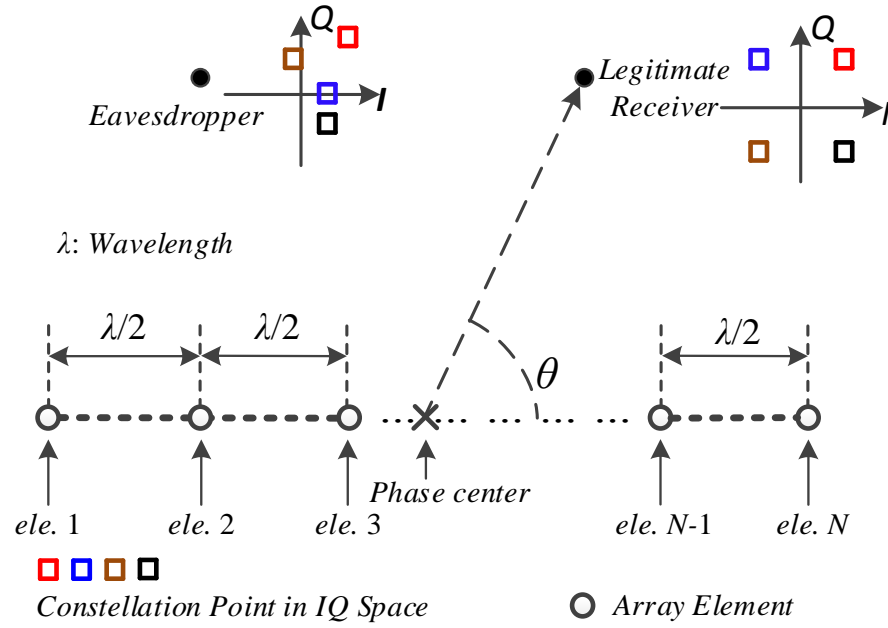 Q
Q
I
I
Eavesdropper
Legitimate
Receiver
λ: Wavelength
λ/2
λ/2
λ/2
θ
Phase center
ele. 1
ele. 2
ele. 3
ele. N-1
ele. N
Constellation Point in IQ Space
Array Element